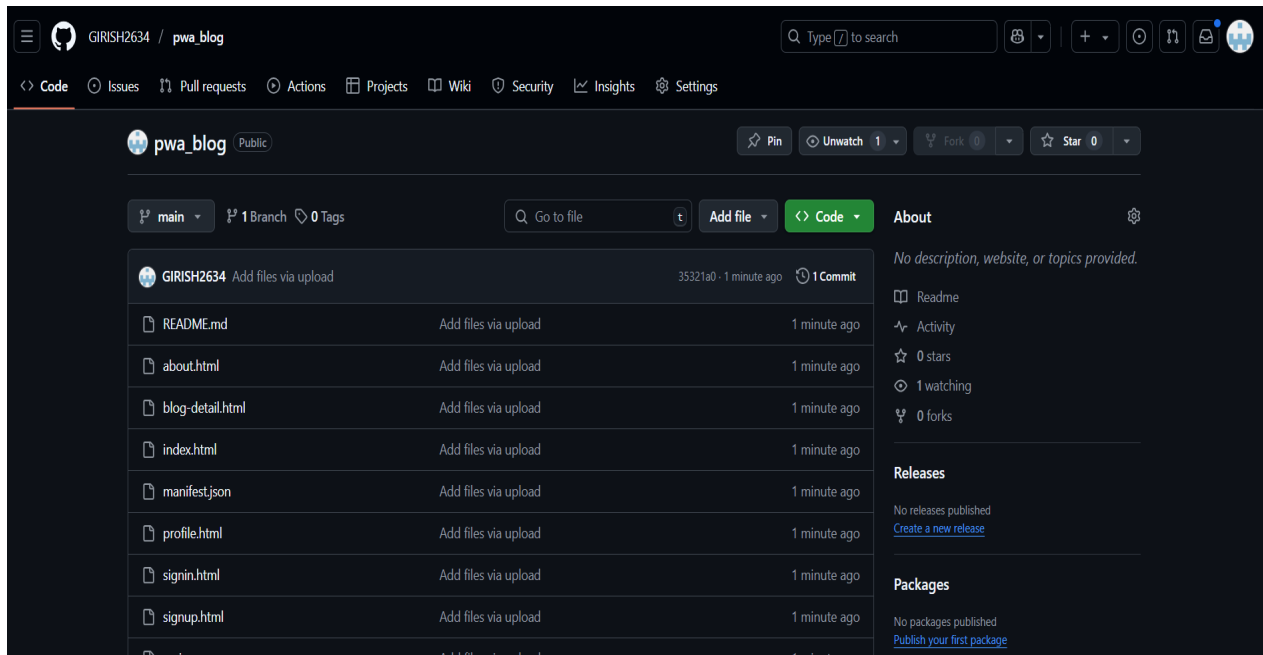 GIRISH2634 / pwa_blog
Type / to search
Code Issues Pull requests Actions Projects Wiki Security Insights Settings
pwa_blog Public
Pin Unwatch 1 Fork 0 Star 0
main 1 Branch 0 Tags Go to file t Add file Code
GIRISH2634 Add files via upload 35321a0 · 1 minute ago 1 Commit
README.md Add files via upload 1 minute ago
about.html Add files via upload 1 minute ago
blog-detail.html Add files via upload 1 minute ago
index.html Add files via upload 1 minute ago
manifest.json Add files via upload 1 minute ago
profile.html Add files via upload 1 minute ago
signin.html Add files via upload 1 minute ago
signup.html Add files via upload 1 minute ago
About
No description, website, or topics provided.
Readme
Activity
0 stars
1 watching
0 forks
Releases
No releases published
Create a new release
Packages
No packages published
Publish your first package